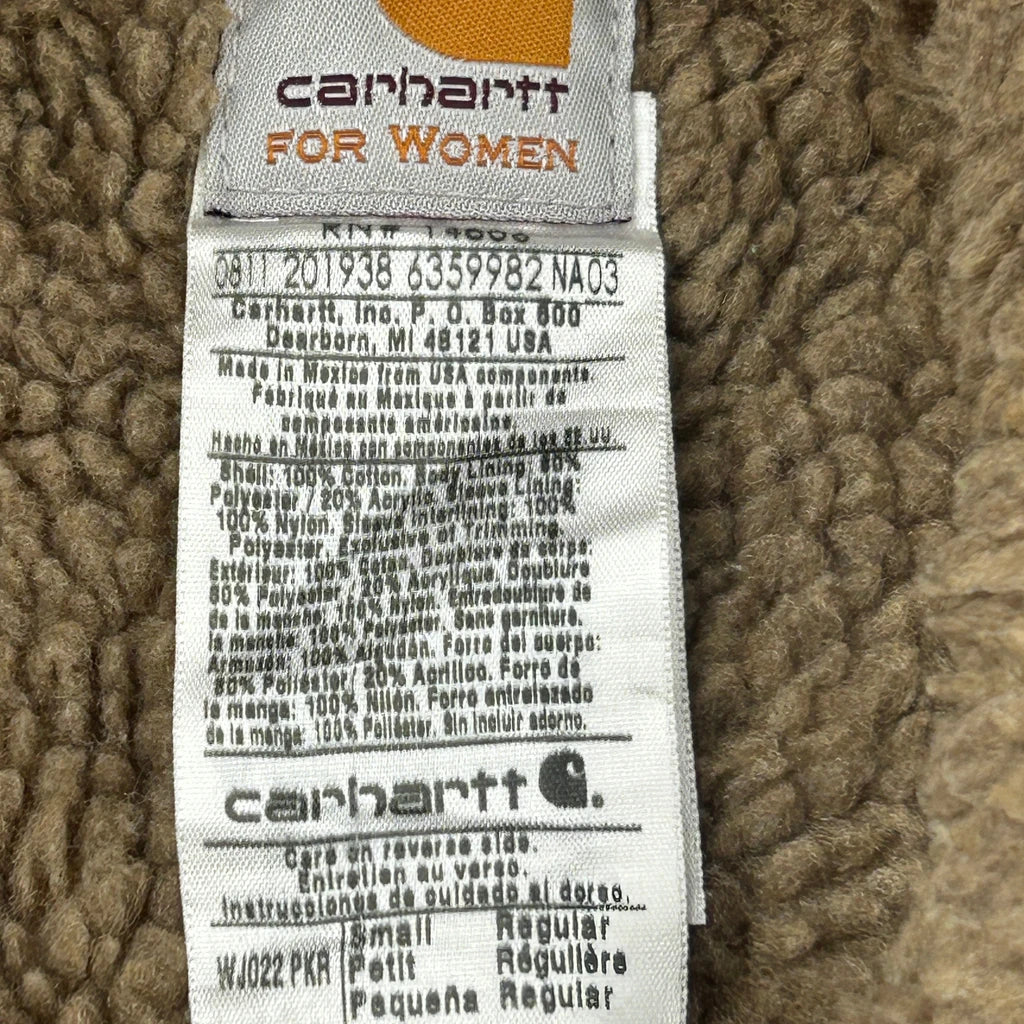 carhartt
FOR WOMEN
RN# 14806
0811 201938 6359982 NA03
Carhartt, Inc. P. O. Box 600
Dearborn, MI 48121 USA
Made in Mexico from USA components.
Fabriqué au Mexique à partir de
composants américains.
Hecho en México con componentes de los EE UU
Shell: 100% Cotton. Body Lining: 80%
Polyester / 20% Acrylic. Sleeve Lining:
100% Nylon. Sleeve Interlining: 100%
Polyester. Exclusive of Trimming.
Extérieur: 100% Coton. Doublure du corps:
80% Polyester / 20% Acrylique. Doublure
de la manche: 100% Nylon. Entredoublure de
la manche: 100% Polyester. Sans garniture.
Armazón: 100% Algodon. Forro del cuerpo:
80% Poliester/ 20% Acrilico. Forro de
la manga: 100% Nilón. Forro entrelazado
de la manga: 100% Poliester. Sin incluir adorno.
carhartt
Care on reverse side.
Entretien au verso.
Instrucciones de cuidado al dorso.
WJ022 PKR
Small Regular
Petit Régulière
Pequeña Regular